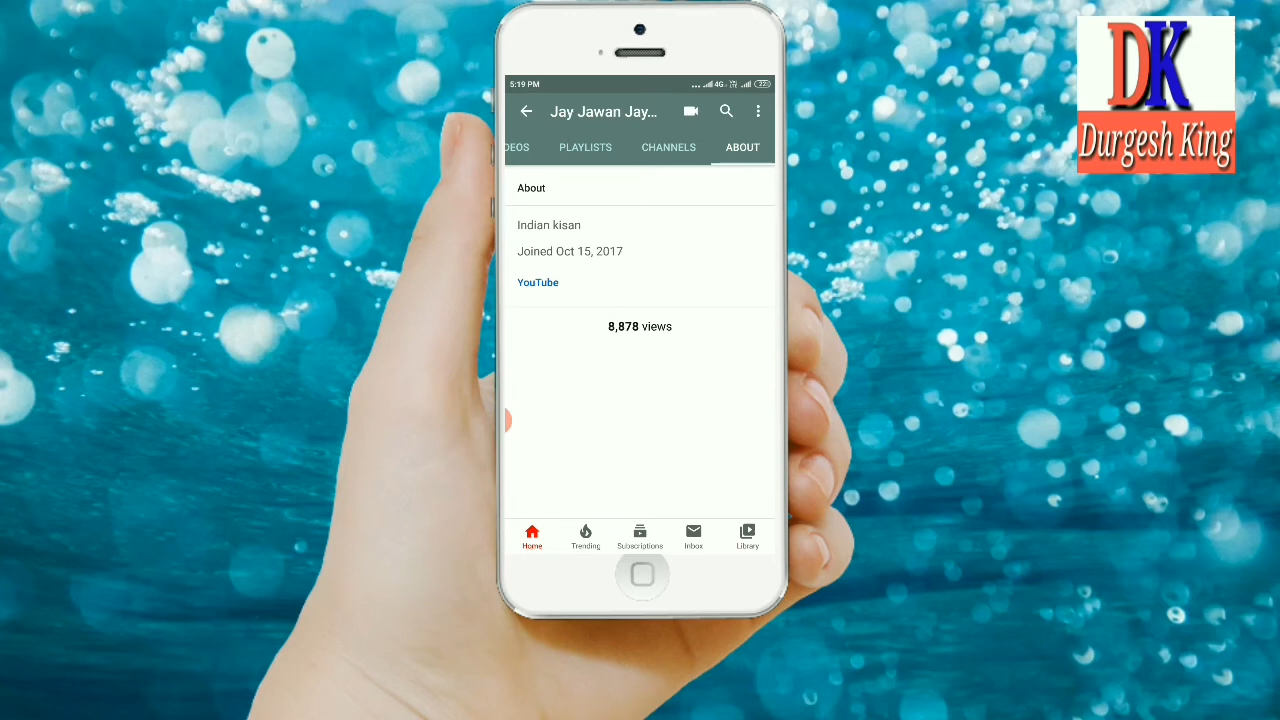 DK
Durgesh King
5:19 PM
4G
Jay Jawan Jay...
DEOS PLAYLISTS CHANNELS ABOUT
About
Indian kisan
Joined Oct 15, 2017
YouTube
8,878 views
Home Trending Subscriptions Inbox Library